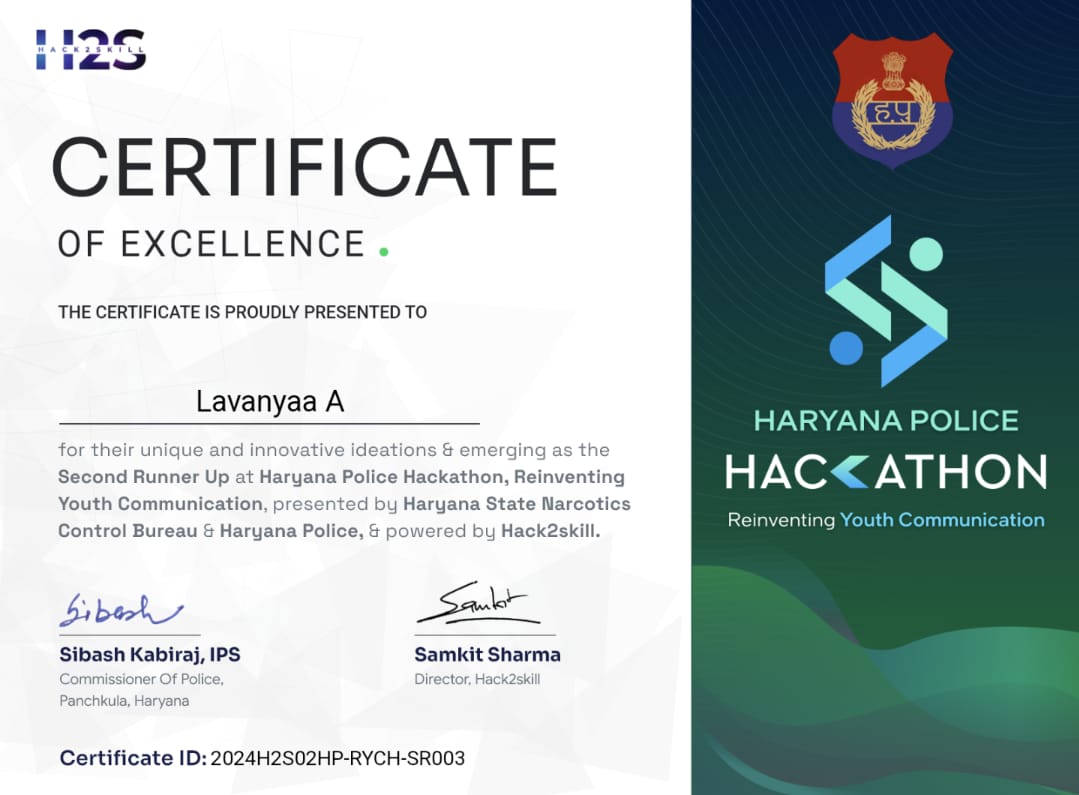 H2S
HACK2SKILL
CERTIFICATE
OF EXCELLENCE.
THE CERTIFICATE IS PROUDLY PRESENTED TO
Lavanyaa A
for their unique and innovative ideations & emerging as the
Second Runner Up at Haryana Police Hackathon, Reinventing
Youth Communication, presented by Haryana State Narcotics
Control Bureau & Haryana Police, & powered by Hack2skill.
Sibash
Sibash Kabiraj, IPS
Commissioner Of Police,
Panchkula, Haryana
Samkit
Samkit Sharma
Director, Hack2skill
Certificate ID: 2024H2S02HP-RYCH-SR003
ह.पु
HARYANA POLICE
HACKATHON
Reinventing Youth Communication